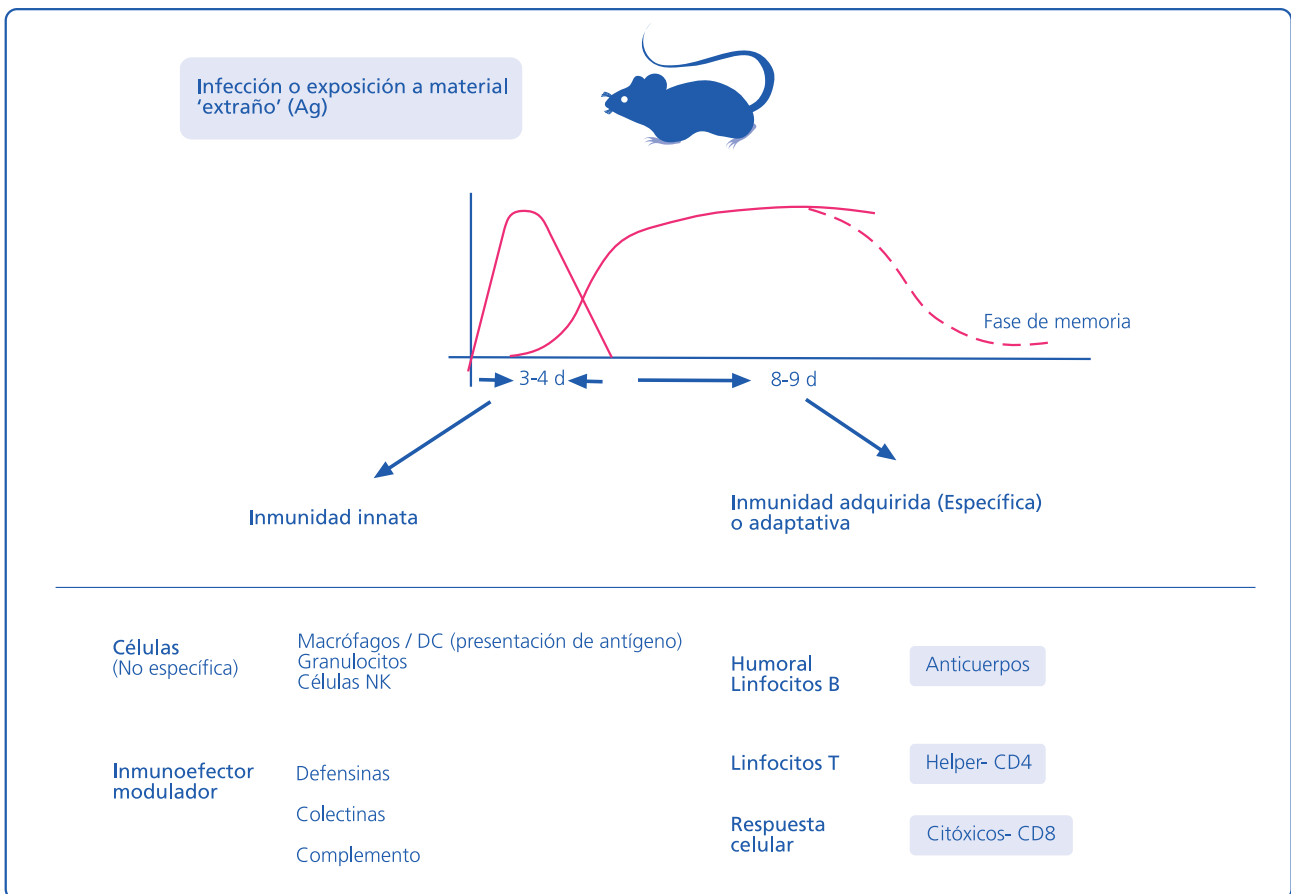 Infección o exposición a material
‘extraño’ (Ag)
Fase de memoria
3-4 d
8-9 d
Inmunidad innata
Inmunidad adquirida (Específica)
o adaptativa
Células
(No específica)
Macrófagos / DC (presentación de antígeno)
Granulocitos
Células NK
Inmunoefector
modulador
Defensinas
Colectinas
Complemento
Humoral
Linfocitos B
Anticuerpos
Linfocitos T
Helper- CD4
Respuesta
celular
Citóxicos- CD8